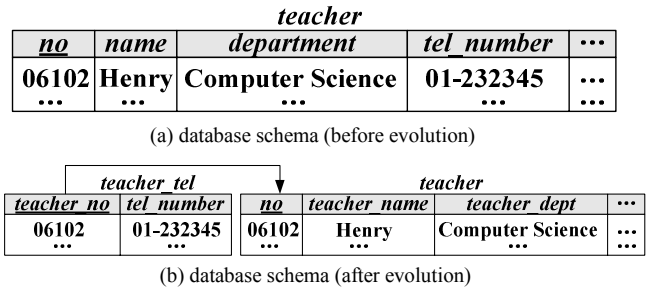 teacher
no name department tel_number ...
06102 Henry Computer Science 01-232345 ...
... ... ... ... ...
(a) database schema (before evolution)
teacher_tel teacher
teacher_no tel_number no teacher_name teacher_dept ...
06102 01-232345 06102 Henry Computer Science ...
... ... ... ... ... ...
(b) database schema (after evolution)